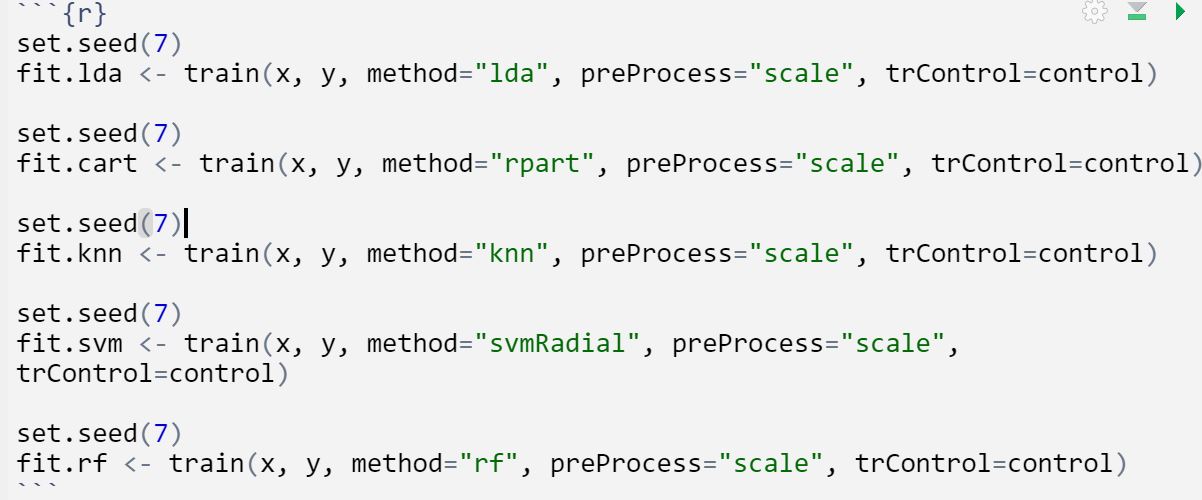 ```{r}
set.seed(7)
fit.lda <- train(x, y, method="lda", preProcess="scale", trControl=control)
set.seed(7)
fit.cart <- train(x, y, method="rpart", preProcess="scale", trControl=control)
set.seed(7)
fit.knn <- train(x, y, method="knn", preProcess="scale", trControl=control)
set.seed(7)
fit.svm <- train(x, y, method="svmRadial", preProcess="scale",
trControl=control)
set.seed(7)
fit.rf <- train(x, y, method="rf", preProcess="scale", trControl=control)
```